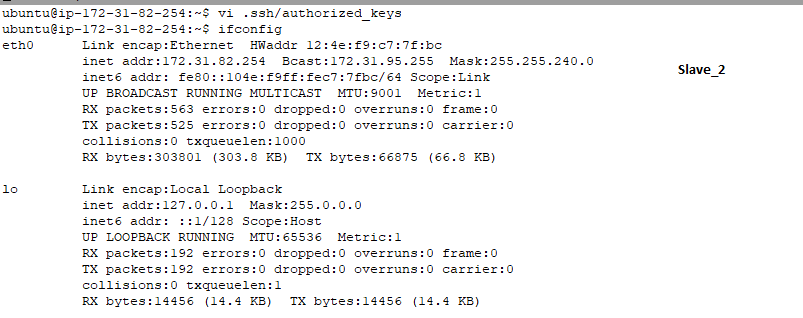 ubuntu@ip-172-31-82-254:~$ vi .ssh/authorized_keys
ubuntu@ip-172-31-82-254:~$ ifconfig
eth0      Link encap:Ethernet  HWaddr 12:4e:f9:c7:7f:bc
          inet addr:172.31.82.254  Bcast:172.31.95.255  Mask:255.255.240.0
          inet6 addr: fe80::104e:f9ff:fec7:7fbc/64 Scope:Link
Slave_2
          UP BROADCAST RUNNING MULTICAST  MTU:9001  Metric:1
          RX packets:563 errors:0 dropped:0 overruns:0 frame:0
          TX packets:525 errors:0 dropped:0 overruns:0 carrier:0
          collisions:0 txqueuelen:1000
          RX bytes:303801 (303.8 KB)  TX bytes:66875 (66.8 KB)
lo        Link encap:Local Loopback
          inet addr:127.0.0.1  Mask:255.0.0.0
          inet6 addr: ::1/128 Scope:Host
          UP LOOPBACK RUNNING  MTU:65536  Metric:1
          RX packets:192 errors:0 dropped:0 overruns:0 frame:0
          TX packets:192 errors:0 dropped:0 overruns:0 carrier:0
          collisions:0 txqueuelen:1
          RX bytes:14456 (14.4 KB)  TX bytes:14456 (14.4 KB)